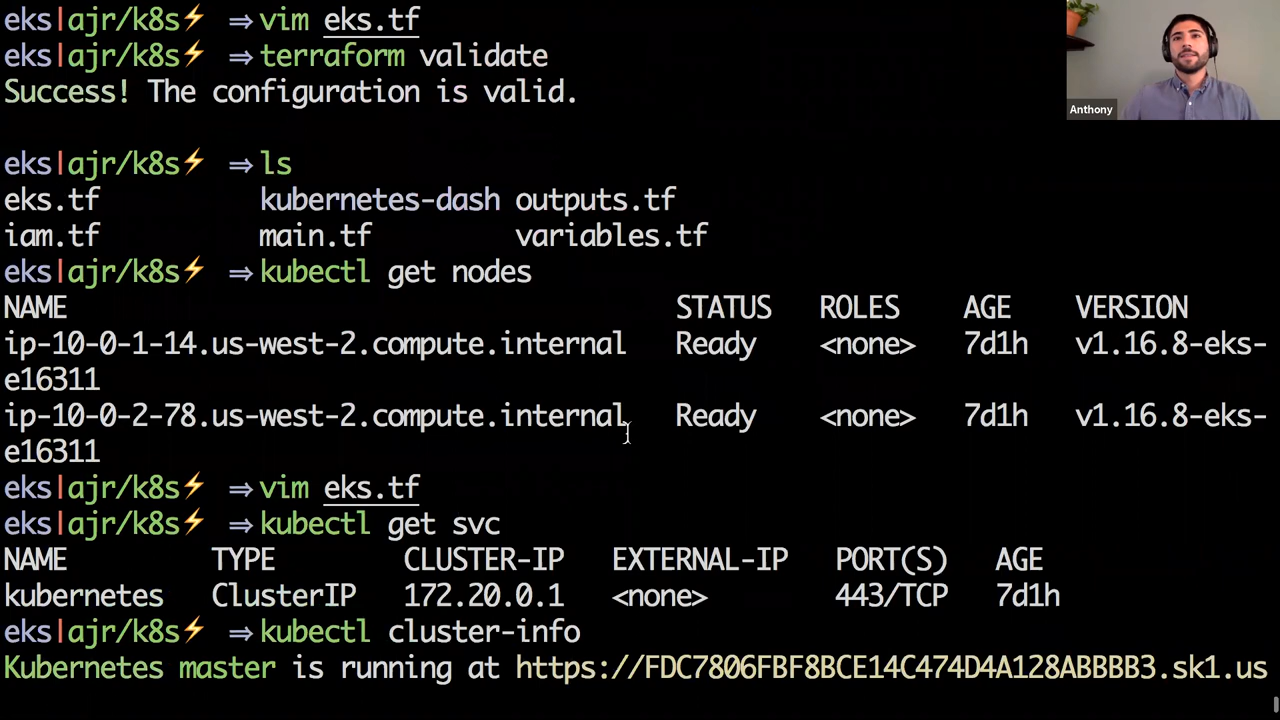 eks|ajr/k8s⚡ ⇒vim eks.tf
eks|ajr/k8s⚡ ⇒terraform validate
Success! The configuration is valid.
eks|ajr/k8s⚡ ⇒ls
eks.tf kubernetes-dash outputs.tf
iam.tf main.tf variables.tf
eks|ajr/k8s⚡ ⇒kubectl get nodes
NAME STATUS ROLES AGE VERSION
ip-10-0-1-14.us-west-2.compute.internal Ready <none> 7d1h v1.16.8-eks-
e16311
ip-10-0-2-78.us-west-2.compute.internal Ready <none> 7d1h v1.16.8-eks-
e16311
eks|ajr/k8s⚡ ⇒vim eks.tf
eks|ajr/k8s⚡ ⇒kubectl get svc
NAME TYPE CLUSTER-IP EXTERNAL-IP PORT(S) AGE
kubernetes ClusterIP 172.20.0.1 <none> 443/TCP 7d1h
eks|ajr/k8s⚡ ⇒kubectl cluster-info
Kubernetes master is running at https://FDC7806FBF8BCE14C474D4A128ABBBB3.sk1.us
Anthony